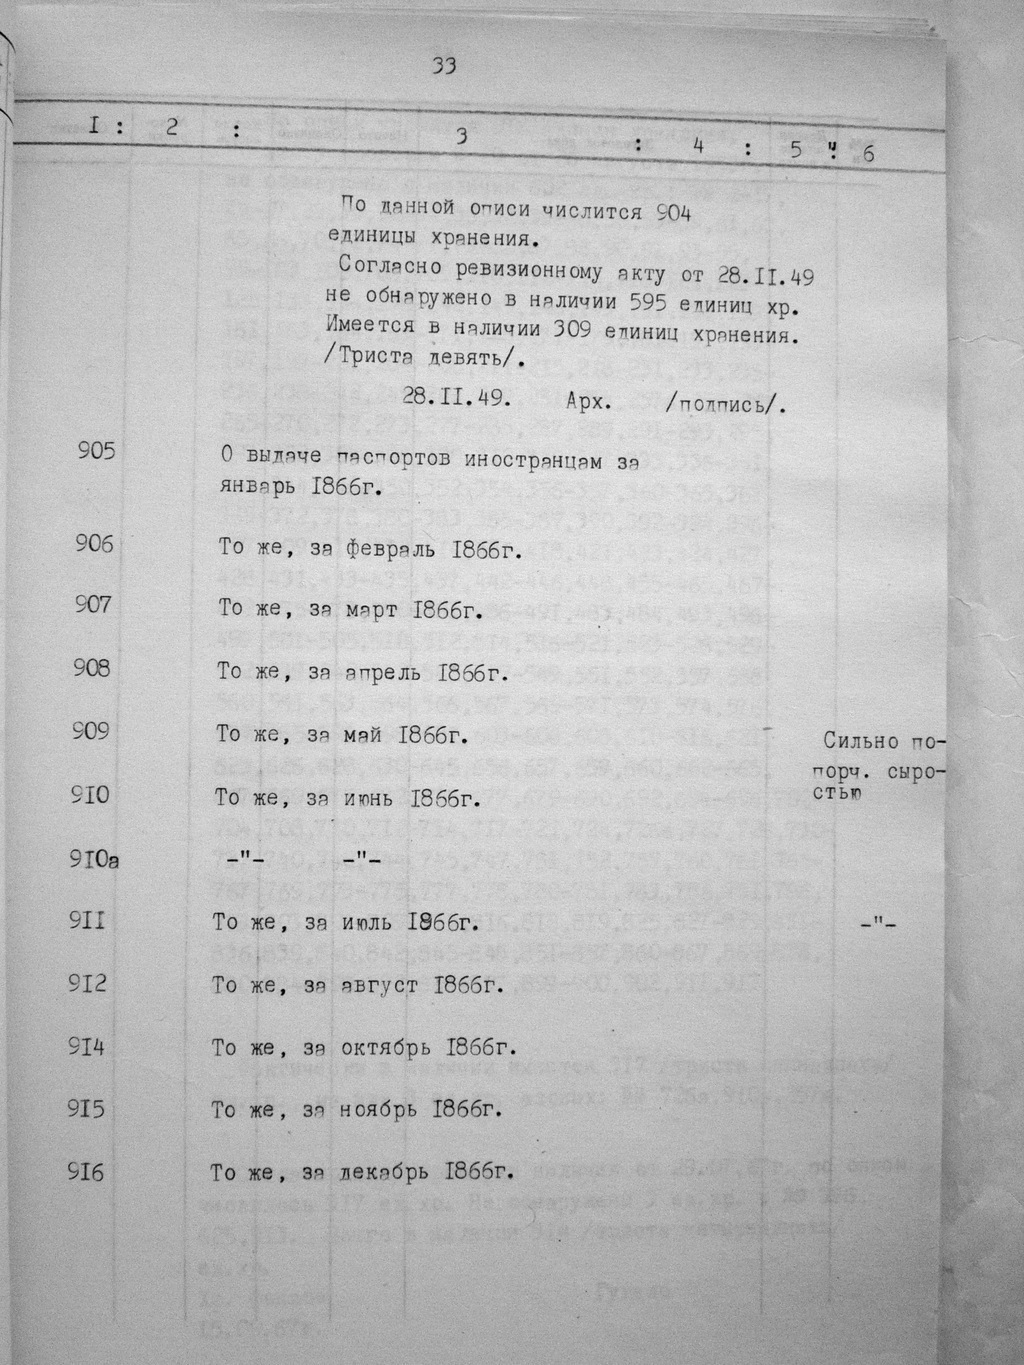 33
I : 2 : 3 : 4 : 5 : 6
По данной описи числится 904
единицы хранения.
Согласно ревизионному акту от 28.II.49
не обнаружено в наличии 595 единиц хр.
Имеется в наличии 309 единиц хранения.
/Триста девять/.
28.II.49. Арх. /подпись/.
905 О выдаче паспортов иностранцам за
январь I866г.
906 То же, за февраль I866г.
907 То же, за март I866г.
908 То же, за апрель I866г.
909 То же, за май I866г. Сильно по-
порч. сыро-
910 То же, за июнь I866г. стью
9I0а -"- -"-
9II То же, за июль I866г. -"-
9I2 То же, за август I866г.
9I4 То же, за октябрь I866г.
9I5 То же, за ноябрь I866г.
9I6 То же, за декабрь I866г.